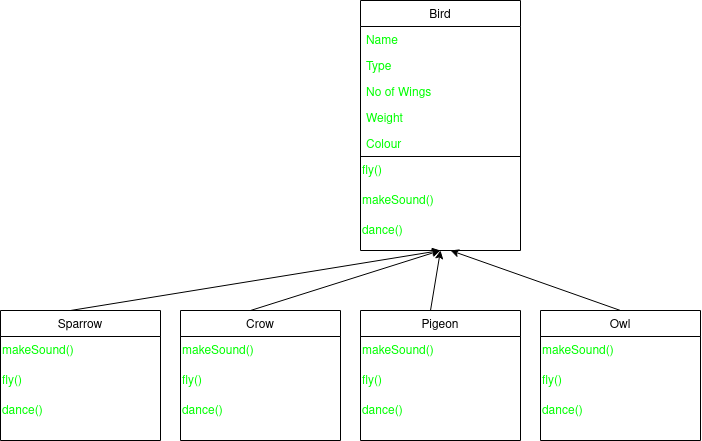 Bird
Name
Type
No of Wings
Weight
Colour
fly()
makeSound()
dance()
Sparrow
makeSound()
fly()
dance()
Crow
makeSound()
fly()
dance()
Pigeon
makeSound()
fly()
dance()
Owl
makeSound()
fly()
dance()